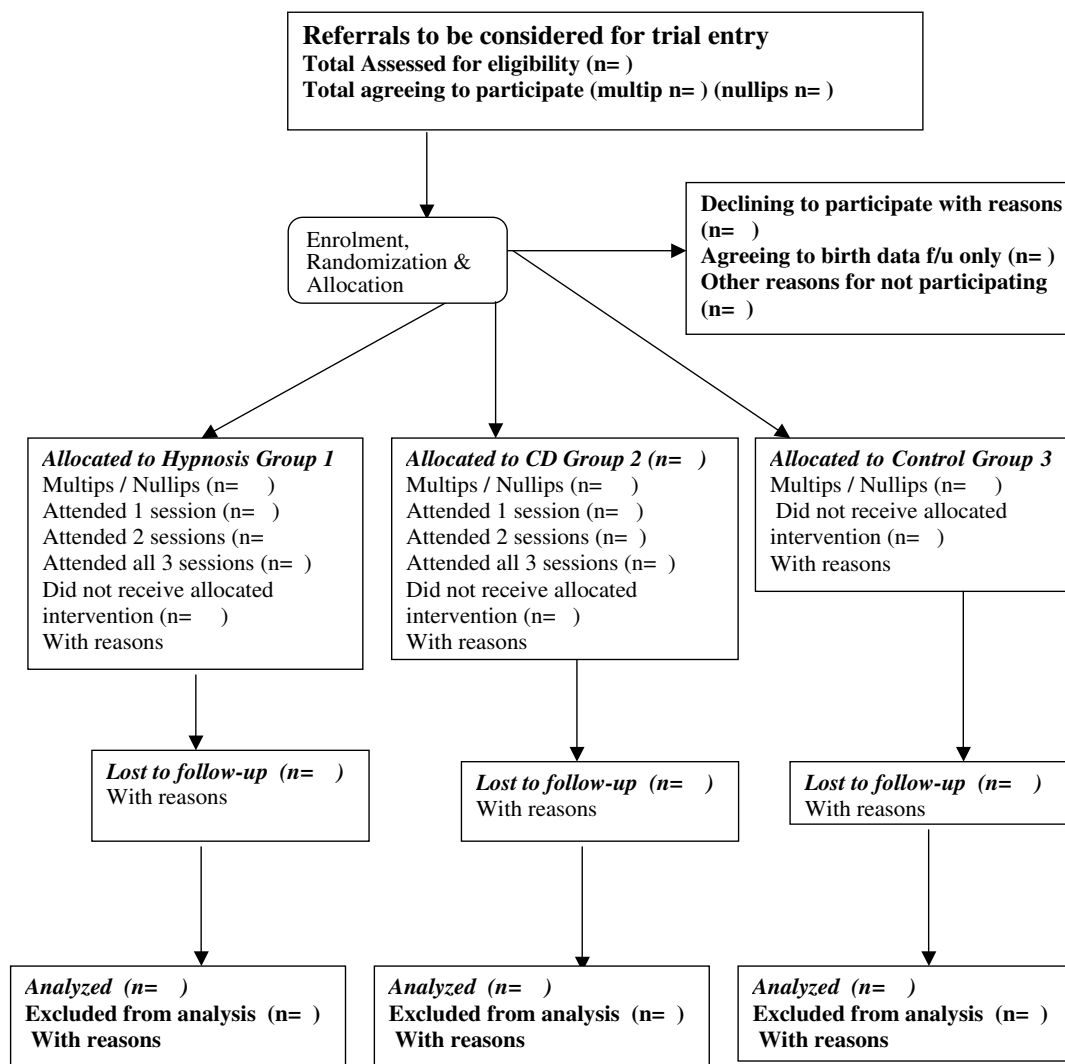 Referrals to be considered for trial entry
Total Assessed for eligibility (n= )
Total agreeing to participate (multip n= ) (nullips n= )
Declining to participate with reasons
(n=   )
Agreeing to birth data f/u only (n= )
Other reasons for not participating
(n=  )
Enrolment,
Randomization &
Allocation
Allocated to Hypnosis Group 1
Multips / Nullips (n=     )
Attended 1 session (n=   )
Attended 2 sessions (n=
Attended all 3 sessions (n=  )
Did not receive allocated
intervention (n=     )
With reasons
Allocated to CD Group 2 (n=   )
Multips / Nullips (n=     )
Attended 1 session (n=   )
Attended 2 sessions (n=   )
Attended all 3 sessions (n=  )
Did not receive allocated
intervention (n=   )
With reasons
Allocated to Control Group 3
Multips / Nullips (n=     )
Did not receive allocated
intervention (n=   )
With reasons
Lost to follow-up  (n=    )
With reasons
Lost to follow-up  (n=    )
With reasons
Lost to follow-up  (n=    )
With reasons
Analyzed  (n=    )
Excluded from analysis  (n=  )
With reasons
Analyzed  (n=    )
Excluded from analysis  (n=  )
With reasons
Analyzed  (n=    )
Excluded from analysis  (n=  )
With reasons